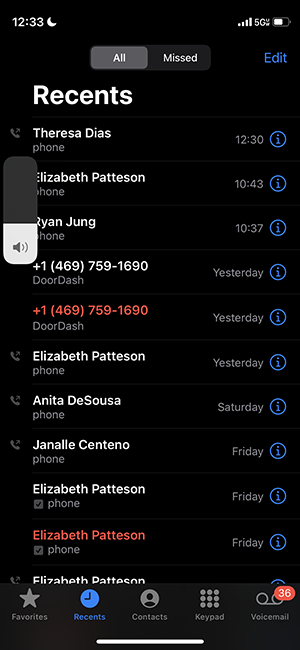 12:33
5G
All
Missed
Edit
Recents
Theresa Dias
phone
12:30
Elizabeth Patteson
phone
10:43
Ryan Jung
phone
10:37
+1 (469) 759-1690
DoorDash
Yesterday
+1 (469) 759-1690
DoorDash
Yesterday
Elizabeth Patteson
phone
Yesterday
Anita DeSousa
phone
Saturday
Janalle Centeno
phone
Friday
Elizabeth Patteson
phone
Friday
Elizabeth Patteson
phone
Friday
Elizabeth Patteson
36
Favorites
Recents
Contacts
Keypad
Voicemail